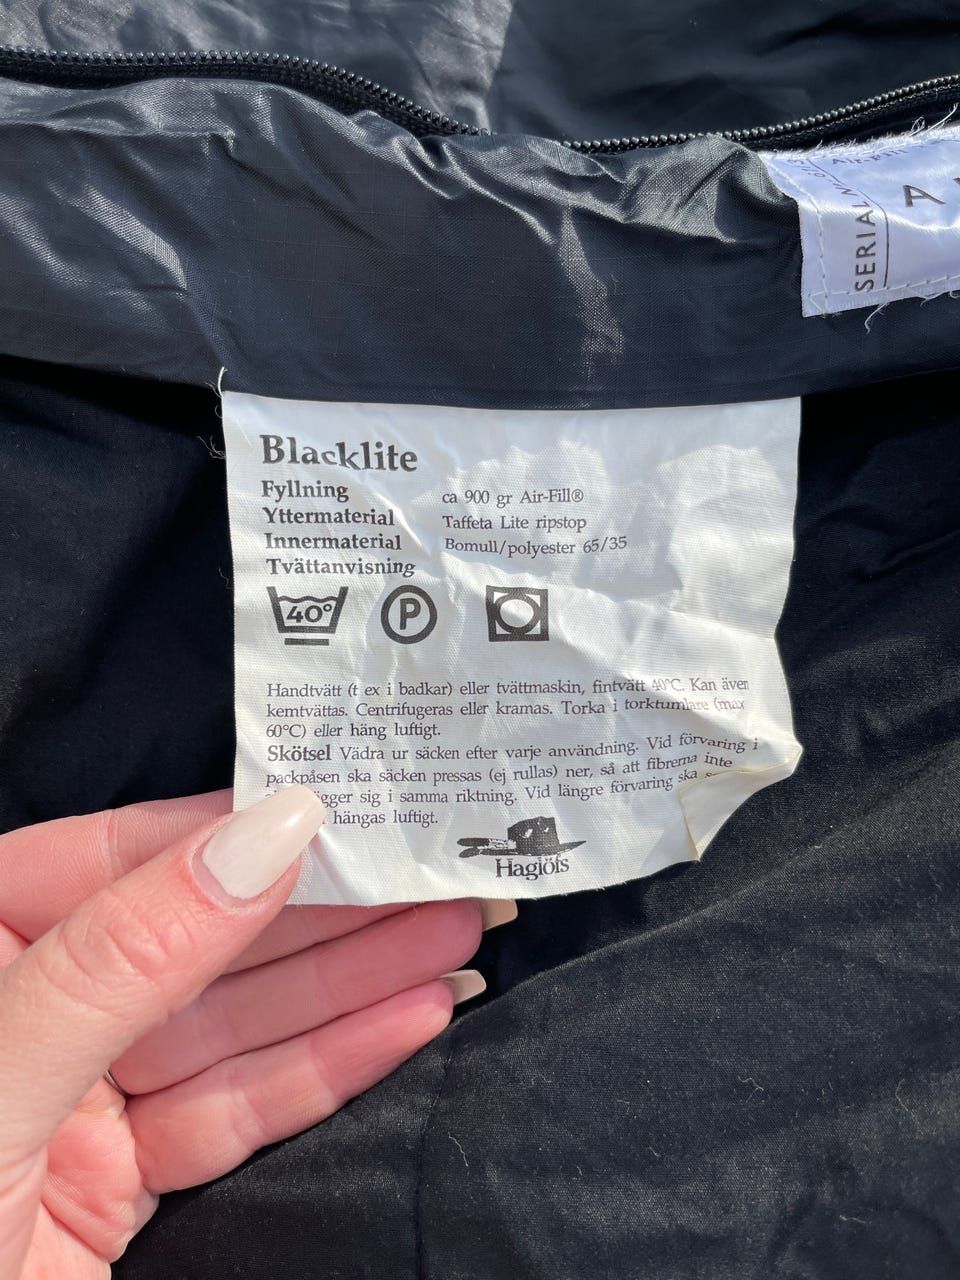 AIR-FILL
SERIAL
A
Blacklite
Fyllning ca 900 gr Air-Fill®
Yttermaterial Taffeta Lite ripstop
Innermaterial Bomull/polyester 65/35
Tvättanvisning
40° P
Handtvätt (t ex i badkar) eller tvättmaskin, fintvätt 40°C. Kan även
kemtvättas. Centrifugeras eller kramas. Torka i torktumlare (max
60°C) eller häng luftigt.
Skötsel Vädra ur säcken efter varje användning. Vid förvaring i
packpåsen ska säcken pressas (ej rullas) ner, så att fibrerna inte
sig i samma riktning. Vid längre förvaring ska
hängas luftigt.
Haglöfs